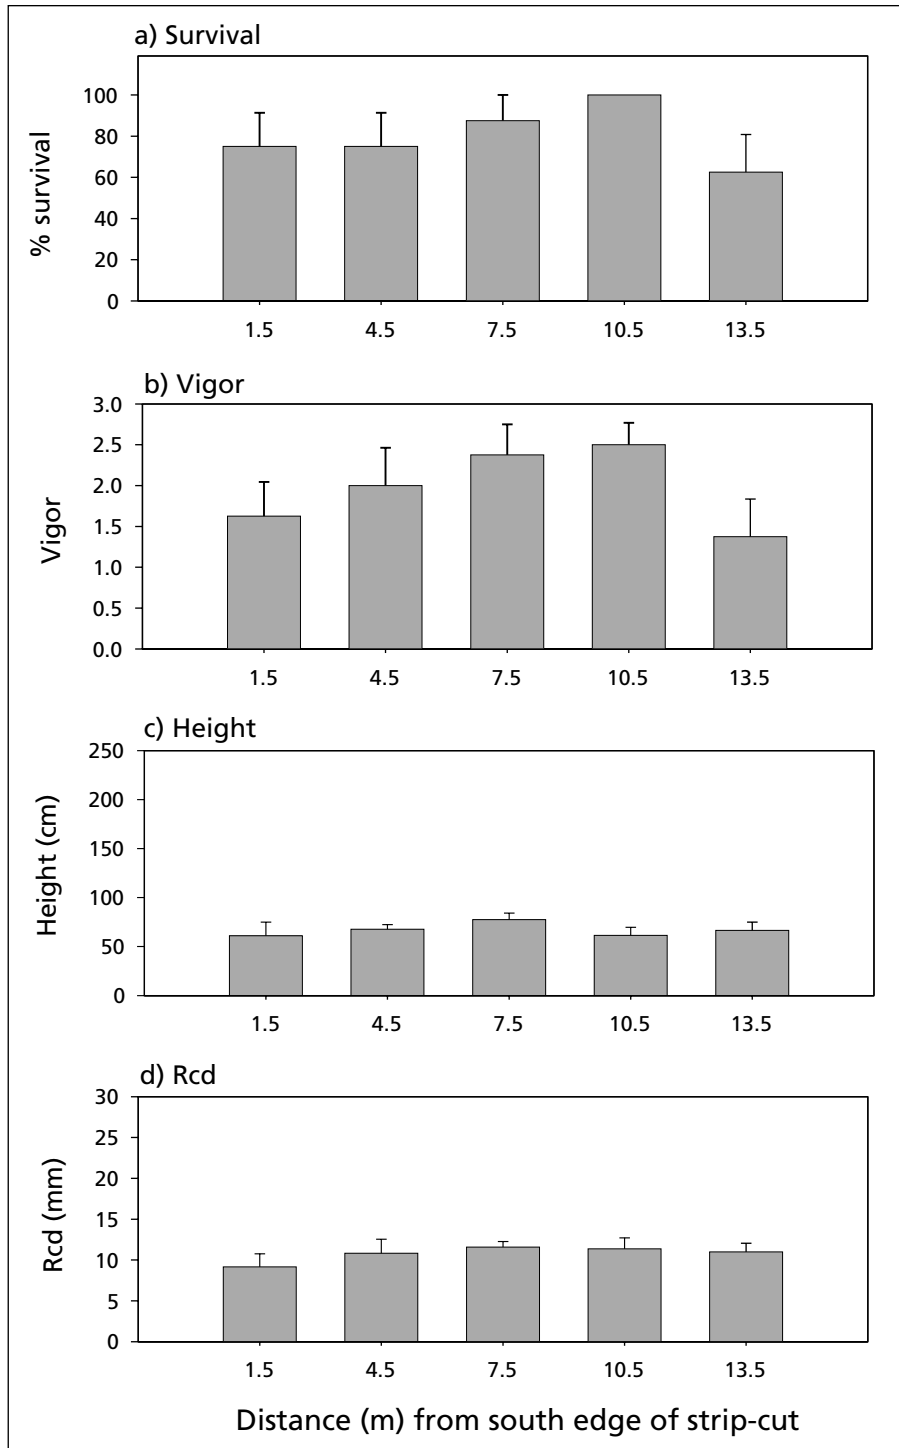 a) Survival
100
80
60
40
20
0
% survival
1.5 4.5 7.5 10.5 13.5
b) Vigor
3.0
2.5
2.0
1.5
1.0
0.5
0.0
Vigor
1.5 4.5 7.5 10.5 13.5
c) Height
250
200
150
100
50
0
Height (cm)
1.5 4.5 7.5 10.5 13.5
d) Rcd
30
25
20
15
10
5
0
Rcd (mm)
1.5 4.5 7.5 10.5 13.5
Distance (m) from south edge of strip-cut